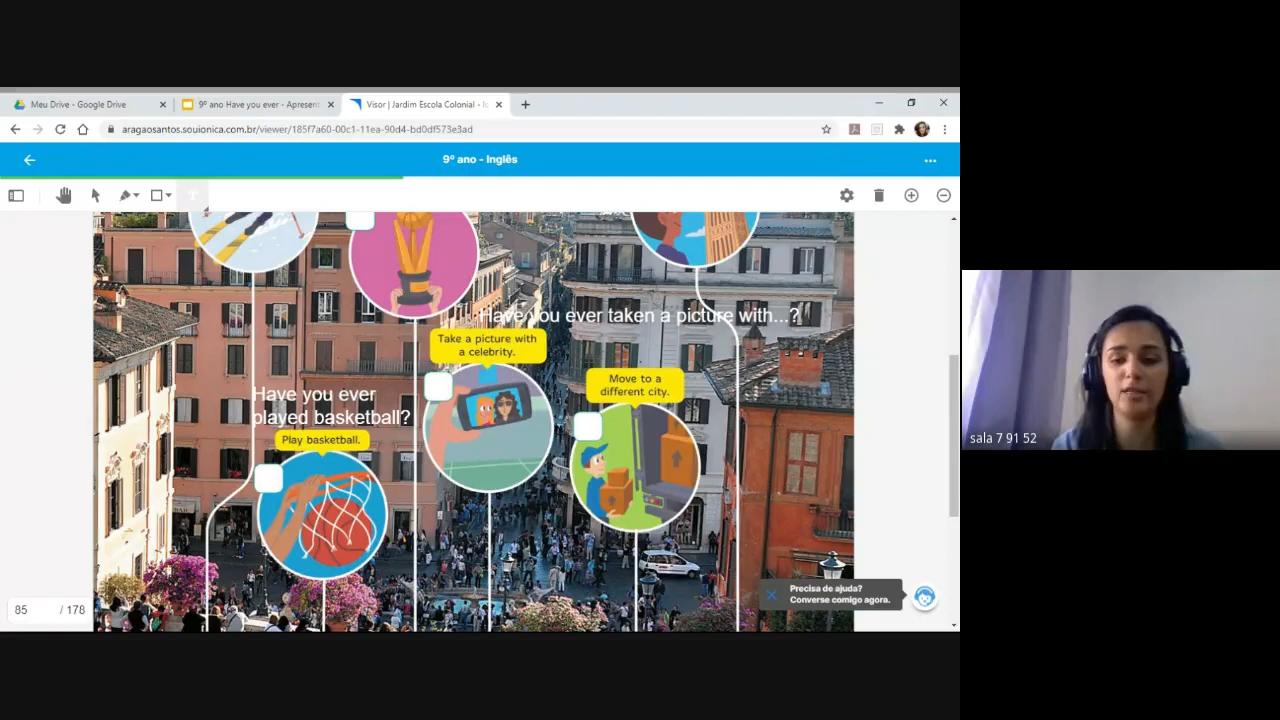 Meu Drive - Google Drive
9º ano Have you ever - Apresent
Visor | Jardim Escola Colonial - Io
aragaosantos.souionica.com.br/viewer/185f7a60-00c1-11ea-90d4-bd0df573e3ad
9º ano - Inglês
T
Have you ever taken a picture with...?
Take a picture with
a celebrity.
Move to a
different city.
Have you ever
played basketball?
Play basketball.
sala 7 91 52
Precisa de ajuda?
Converse comigo agora.
85 / 178